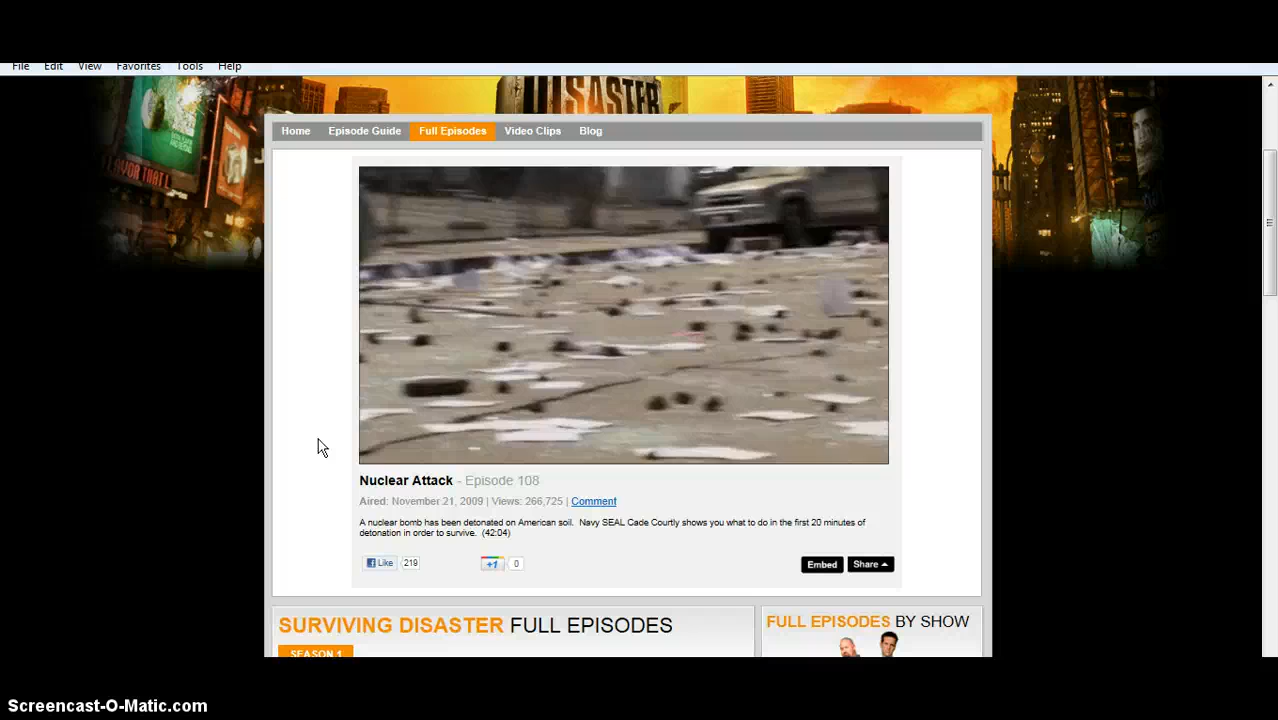 File Edit View Favorites Tools Help
DISASTER
FLAVOR THAT L
Home Episode Guide Full Episodes Video Clips Blog
Nuclear Attack - Episode 108
Aired: November 21, 2009 | Views: 266,725 | Comment
A nuclear bomb has been detonated on American soil. Navy SEAL Cade Courtly shows you what to do in the first 20 minutes of
detonation in order to survive. (42:04)
Like 219 +1 0 Embed Share
SURVIVING DISASTER FULL EPISODES
FULL EPISODES BY SHOW
SEASON 1
Screencast-O-Matic.com